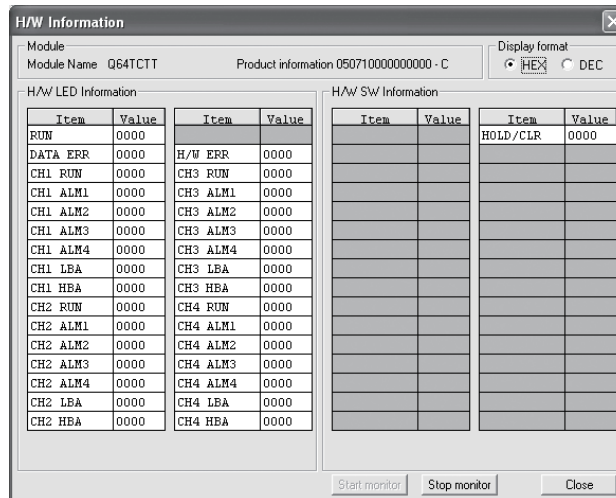 H/W Information
Module
Module Name Q64TCTT Product information 050710000000000 - C
Display format
HEX DEC
H/W LED Information
Item Value Item Value
RUN 0000
DATA ERR 0000 H/W ERR 0000
CH1 RUN 0000 CH3 RUN 0000
CH1 ALM1 0000 CH3 ALM1 0000
CH1 ALM2 0000 CH3 ALM2 0000
CH1 ALM3 0000 CH3 ALM3 0000
CH1 ALM4 0000 CH3 ALM4 0000
CH1 LBA 0000 CH3 LBA 0000
CH1 HBA 0000 CH3 HBA 0000
CH2 RUN 0000 CH4 RUN 0000
CH2 ALM1 0000 CH4 ALM1 0000
CH2 ALM2 0000 CH4 ALM2 0000
CH2 ALM3 0000 CH4 ALM3 0000
CH2 ALM4 0000 CH4 ALM4 0000
CH2 LBA 0000 CH4 LBA 0000
CH2 HBA 0000 CH4 HBA 0000
H/W SW Information
Item Value Item Value
HOLD/CLR 0000
Start monitor Stop monitor Close